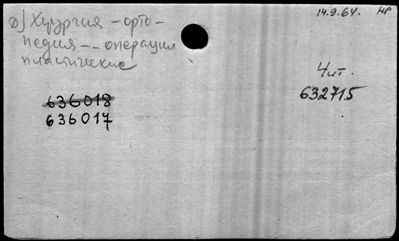 а) Хирургия – орто – 14.9.64. НР
педия – операции
пластические
Чит.
632715
636018
636017